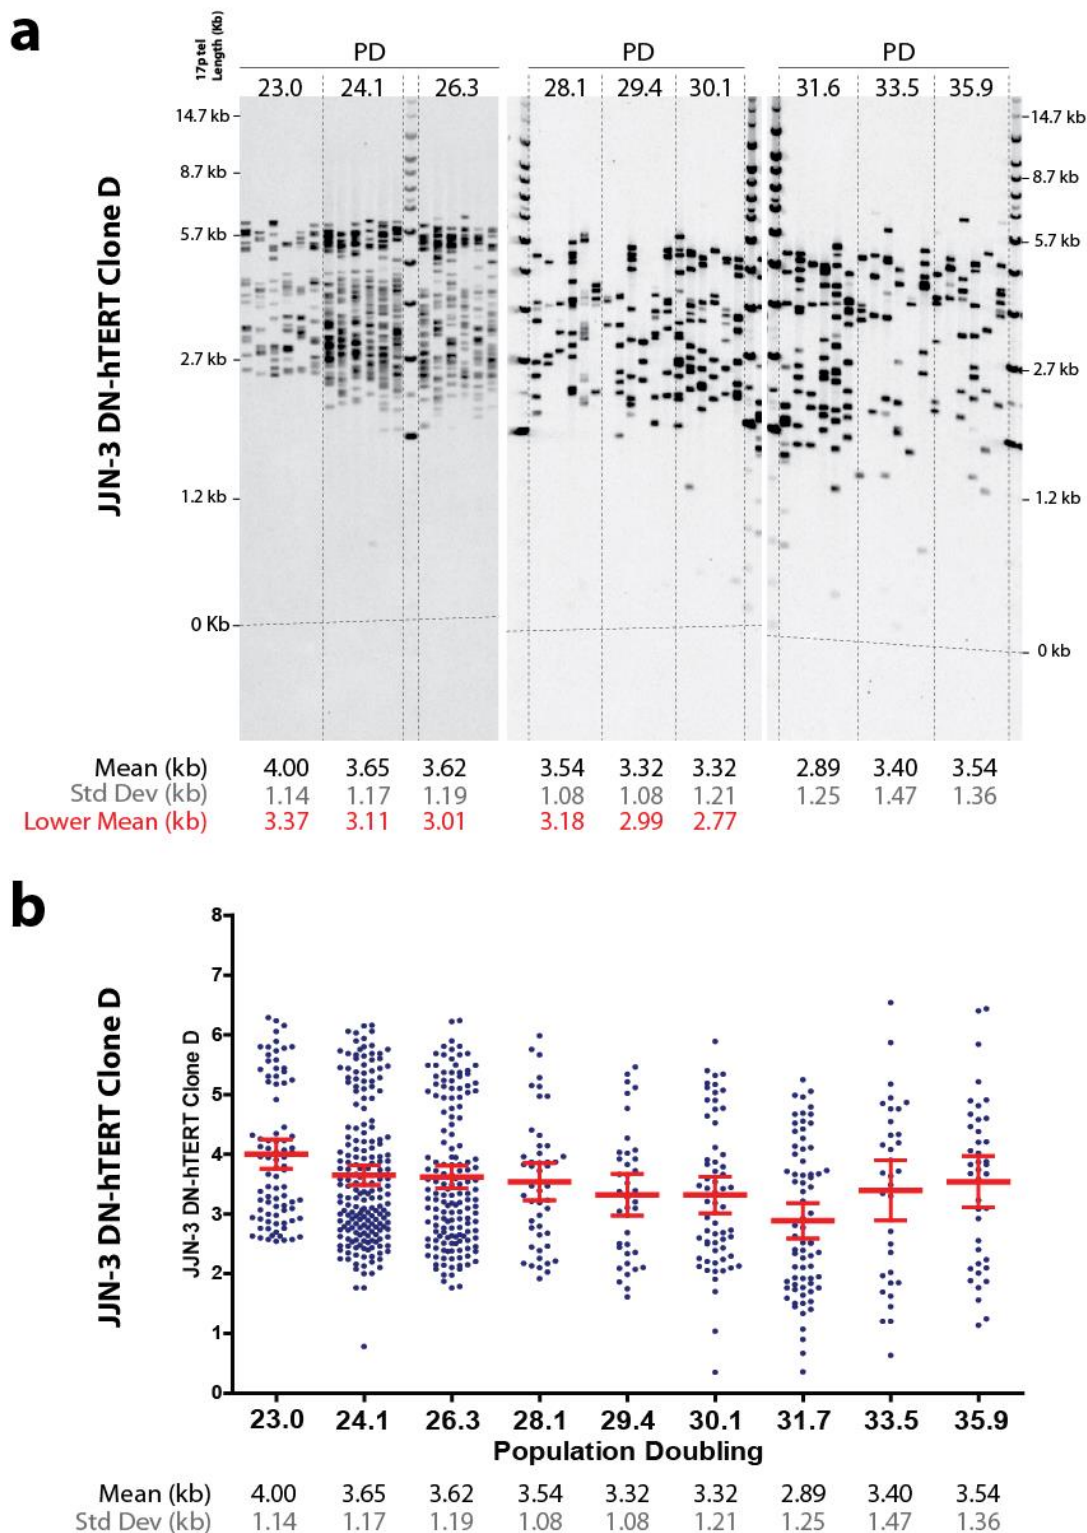 a
17ptel
Length (Kb)
PD PD PD
23.0 24.1 26.3 28.1 29.4 30.1 31.6 33.5 35.9
14.7 kb 14.7 kb
8.7 kb 8.7 kb
5.7 kb 5.7 kb
2.7 kb 2.7 kb
1.2 kb 1.2 kb
0 Kb 0 kb
JJN-3 DN-hTERT Clone D
Mean (kb) 4.00 3.65 3.62 3.54 3.32 3.32 2.89 3.40 3.54
Std Dev (kb) 1.14 1.17 1.19 1.08 1.08 1.21 1.25 1.47 1.36
Lower Mean (kb) 3.37 3.11 3.01 3.18 2.99 2.77
b
JJN-3 DN-hTERT Clone D
JJN-3 DN-hTERT Clone D
8
7
6
5
4
3
2
1
0
23.0 24.1 26.3 28.1 29.4 30.1 31.7 33.5 35.9
Population Doubling
Mean (kb) 4.00 3.65 3.62 3.54 3.32 3.32 2.89 3.40 3.54
Std Dev (kb) 1.14 1.17 1.19 1.08 1.08 1.21 1.25 1.47 1.36